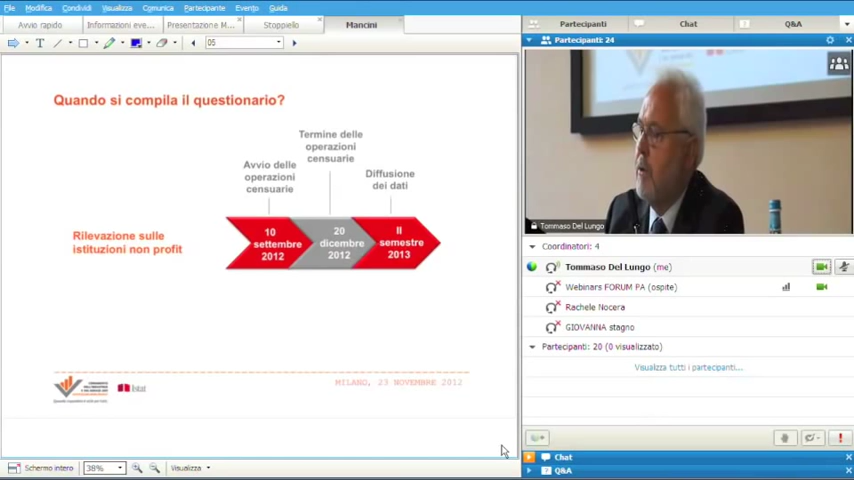 File Modifica Condividi Visualizza Comunica Partecipante Evento Guida
Avvio rapido
Informazioni eve...
Presentazione M...
Stoppiello
Mancini
05
Quando si compila il questionario?
Avvio delle
operazioni
censuarie
Termine delle
operazioni
censuarie
Diffusione
dei dati
Rilevazione sulle
istituzioni non profit
10
settembre
2012
20
dicembre
2012
II
semestre
2013
Istat
MILANO, 23 NOVEMBRE 2012
Schermo intero
38%
Visualizza
Partecipanti
Chat
Q&A
Partecipanti: 24
Tommaso Del Lungo
Coordinatori: 4
Tommaso Del Lungo (me)
Webinars FORUM PA (ospite)
Rachele Nocera
GIOVANNA stagno
Partecipanti: 20 (0 visualizzato)
Visualizza tutti i partecipanti...
Chat
Q&A